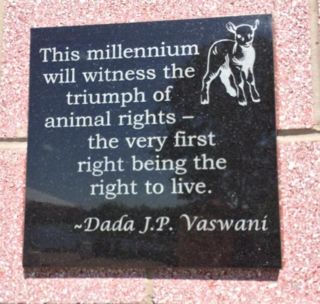 This millennium
will witness the
triumph of
animal rights –
the very first
right being the
right to live.
~Dada J.P. Vaswani